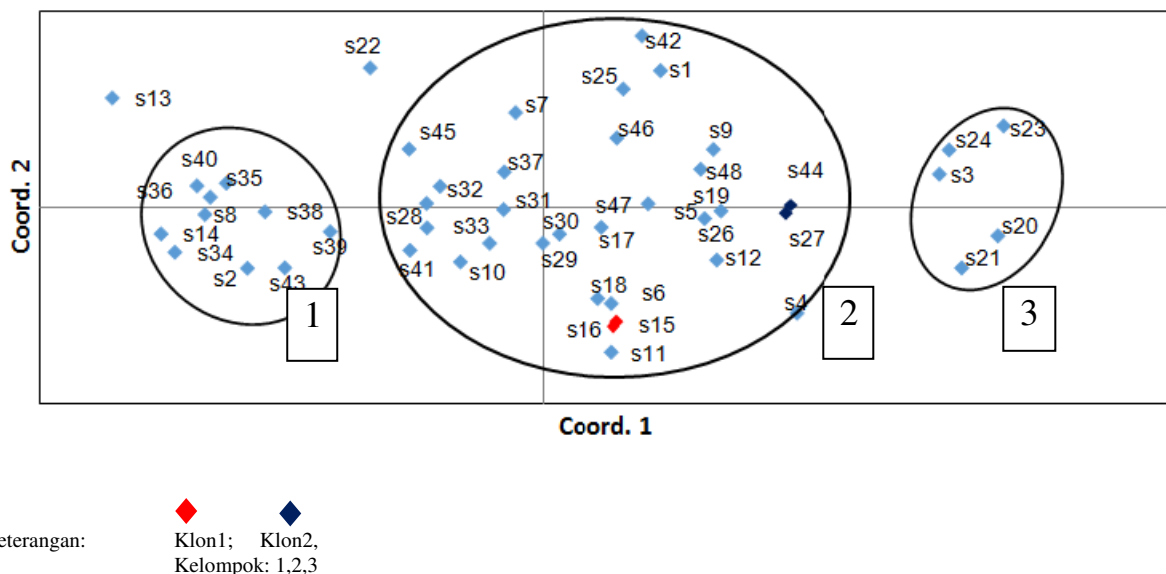 s42
s22
s1
s25
s13
s7
s45
s46
s9
s24
s23
s40
s37
s36
s35
s32
s48
s44
s3
s28
s8
s38
s31
s47
s19
s33
s30
s5
s14
s39
s17
s26
s27
s20
s34
s41
s10
s29
s12
s21
s2
s43
s18
s6
s4
s16
s15
s11
1
2
3
Coord. 2
Coord. 1
eterangan:
Klon1; Klon2,
Kelompok: 1,2,3